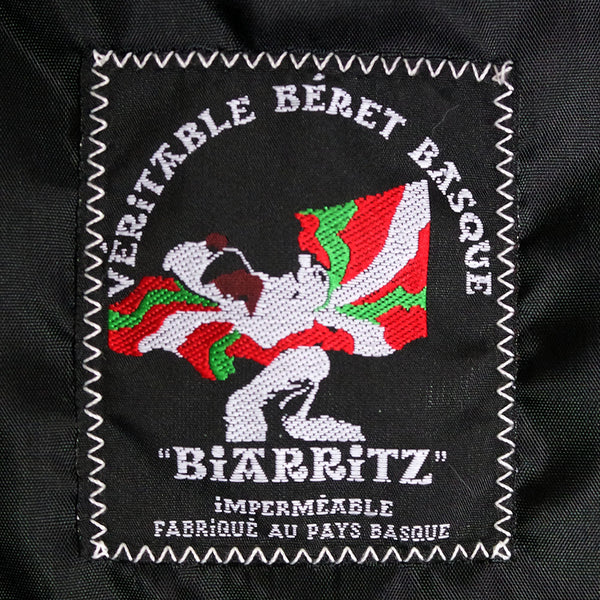 VÉRiTABLE BÉRET BASQUE
"BiARRiTZ"
iMPERMÉABLE
FABRiQUÉ AU PAYS BASQUE